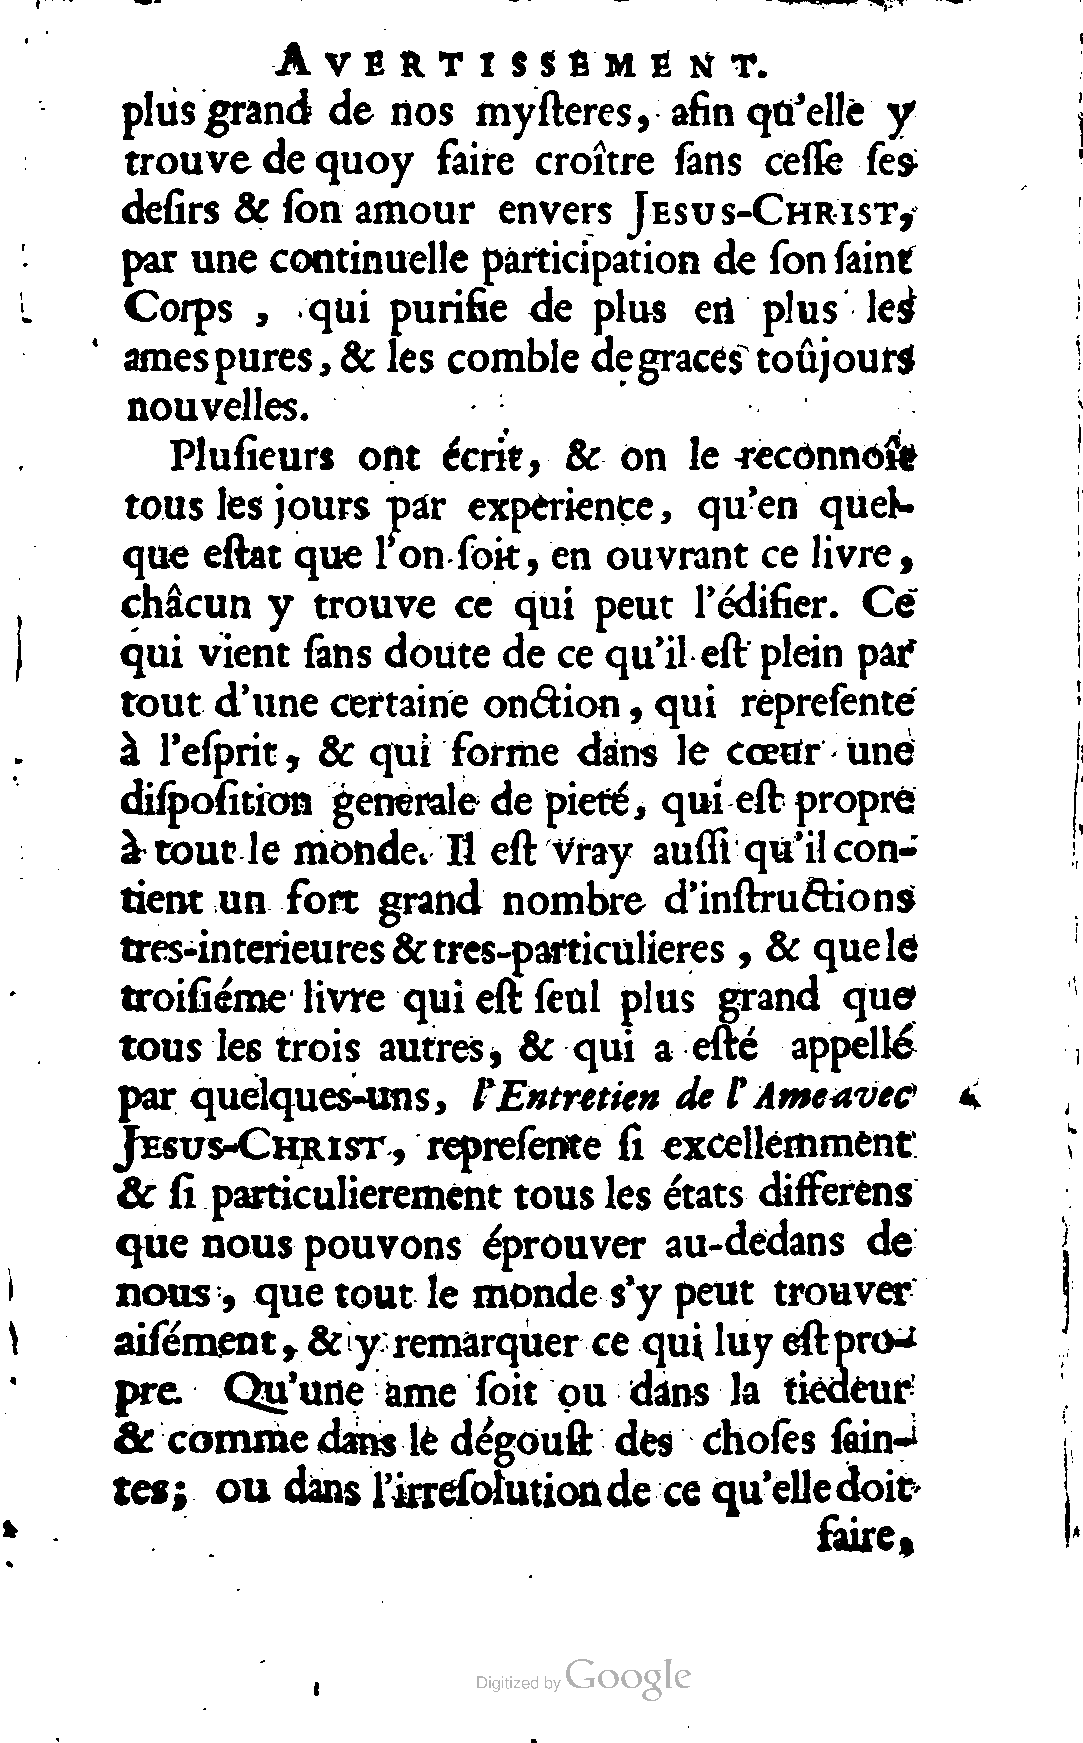 AVERTISSEMENT.
plus grand de nos myſteres, afin qu'elle y
trouve de quoy faire croître ſans ceſſe ſes
deſirs & ſon amour envers JESUS-CHRIST,
par une continuelle participation de ſon ſaint
Corps , qui purifie de plus en plus les
ames pures, & les comble de graces toûjours
nouvelles.
Pluſieurs ont écrit, & on le reconnoiſt
tous les jours par experience, qu'en quel-
que eſtat que l'on ſoit, en ouvrant ce livre,
châcun y trouve ce qui peut l'édifier. Ce
qui vient ſans doute de ce qu'il eſt plein par
tout d'une certaine onction, qui repreſente
à l'eſprit, & qui forme dans le cœur une
diſpoſition generale de pieté, qui eſt propre
à tout le monde. Il eſt vray auſſi qu'il con-
tient un fort grand nombre d'inſtructions
tres-interieures & tres-particulieres , & que le
troiſiéme livre qui eſt ſeul plus grand que
tous les trois autres, & qui a eſté appellé
par quelques-uns, l'Entretien de l'Ame avec
JESUS-CHRIST, repreſente ſi excellemment
& ſi particulierement tous les états differens
que nous pouvons éprouver au-dedans de
nous, que tout le monde s'y peut trouver
aiſément, & y remarquer ce qui luy eſt pro-
pre. Qu'une ame ſoit ou dans la tiedeur
& comme dans le dégouſt des choſes ſain-
tes; ou dans l'irreſolution de ce qu'elle doit
faire,
Digitized by Google